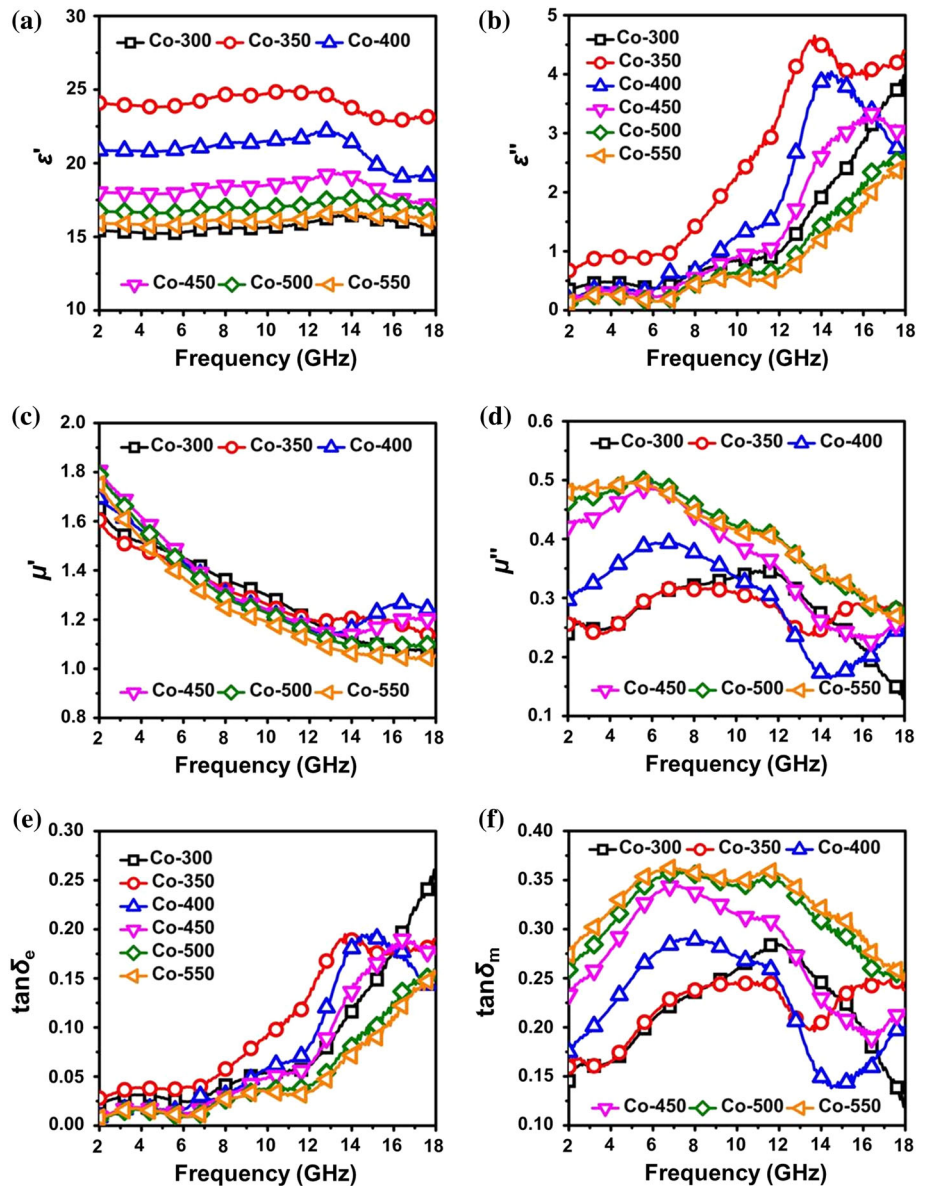 (a)
30
25
20
15
10
ε'
Co-300 Co-350 Co-400
Co-450 Co-500 Co-550
2 4 6 8 10 12 14 16 18
Frequency (GHz)
(b)
5
4
3
2
1
0
ε''
Co-300
Co-350
Co-400
Co-450
Co-500
Co-550
2 4 6 8 10 12 14 16 18
Frequency (GHz)
(c)
2.0
1.8
1.6
1.4
1.2
1.0
0.8
μ'
Co-300 Co-350 Co-400
Co-450 Co-500 Co-550
2 4 6 8 10 12 14 16 18
Frequency (GHz)
(d)
0.6
0.5
0.4
0.3
0.2
0.1
μ''
Co-300 Co-350 Co-400
Co-450 Co-500 Co-550
2 4 6 8 10 12 14 16 18
Frequency (GHz)
(e)
0.30
0.25
0.20
0.15
0.10
0.05
0.00
tanδe
Co-300
Co-350
Co-400
Co-450
Co-500
Co-550
2 4 6 8 10 12 14 16 18
Frequency (GHz)
(f)
0.40
0.35
0.30
0.25
0.20
0.15
0.10
tanδm
Co-300 Co-350 Co-400
Co-450 Co-500 Co-550
2 4 6 8 10 12 14 16 18
Frequency (GHz)